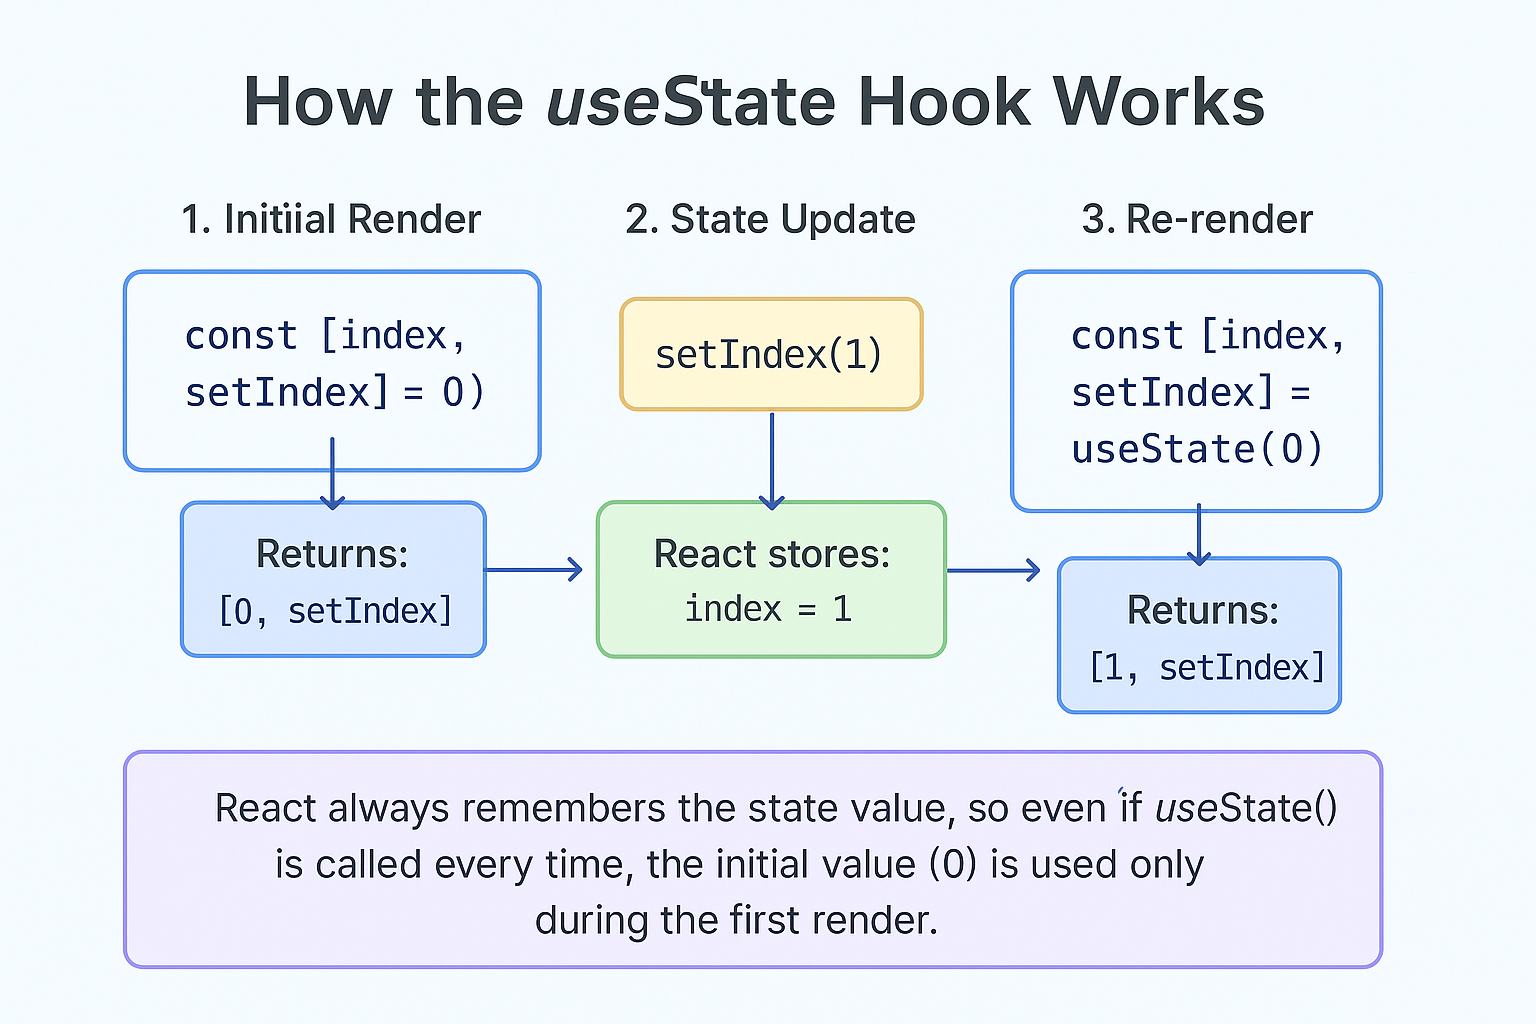 How the useState Hook Works
1. Initiial Render
const [index,
setIndex] = 0)
Returns:
[0, setIndex]
2. State Update
setIndex(1)
React stores:
index = 1
3. Re-render
const [index,
setIndex] =
useState(0)
Returns:
[1, setIndex]
React always remembers the state value, so even if useState()
is called every time, the initial value (0) is used only
during the first render.